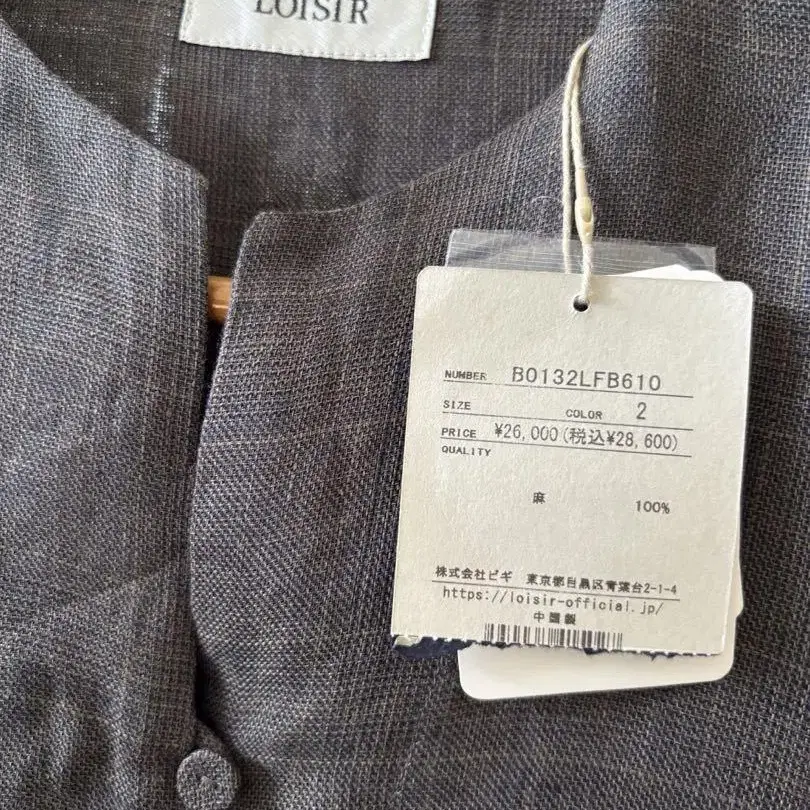 LOISIR
NUMBER B0132LFB610
SIZE COLOR 2
PRICE ¥26,000(税込¥28,600)
QUALITY
麻 100%
株式会社ビギ 東京都目黒区青葉台2-1-4
https://loisir-official.jp/
中国製